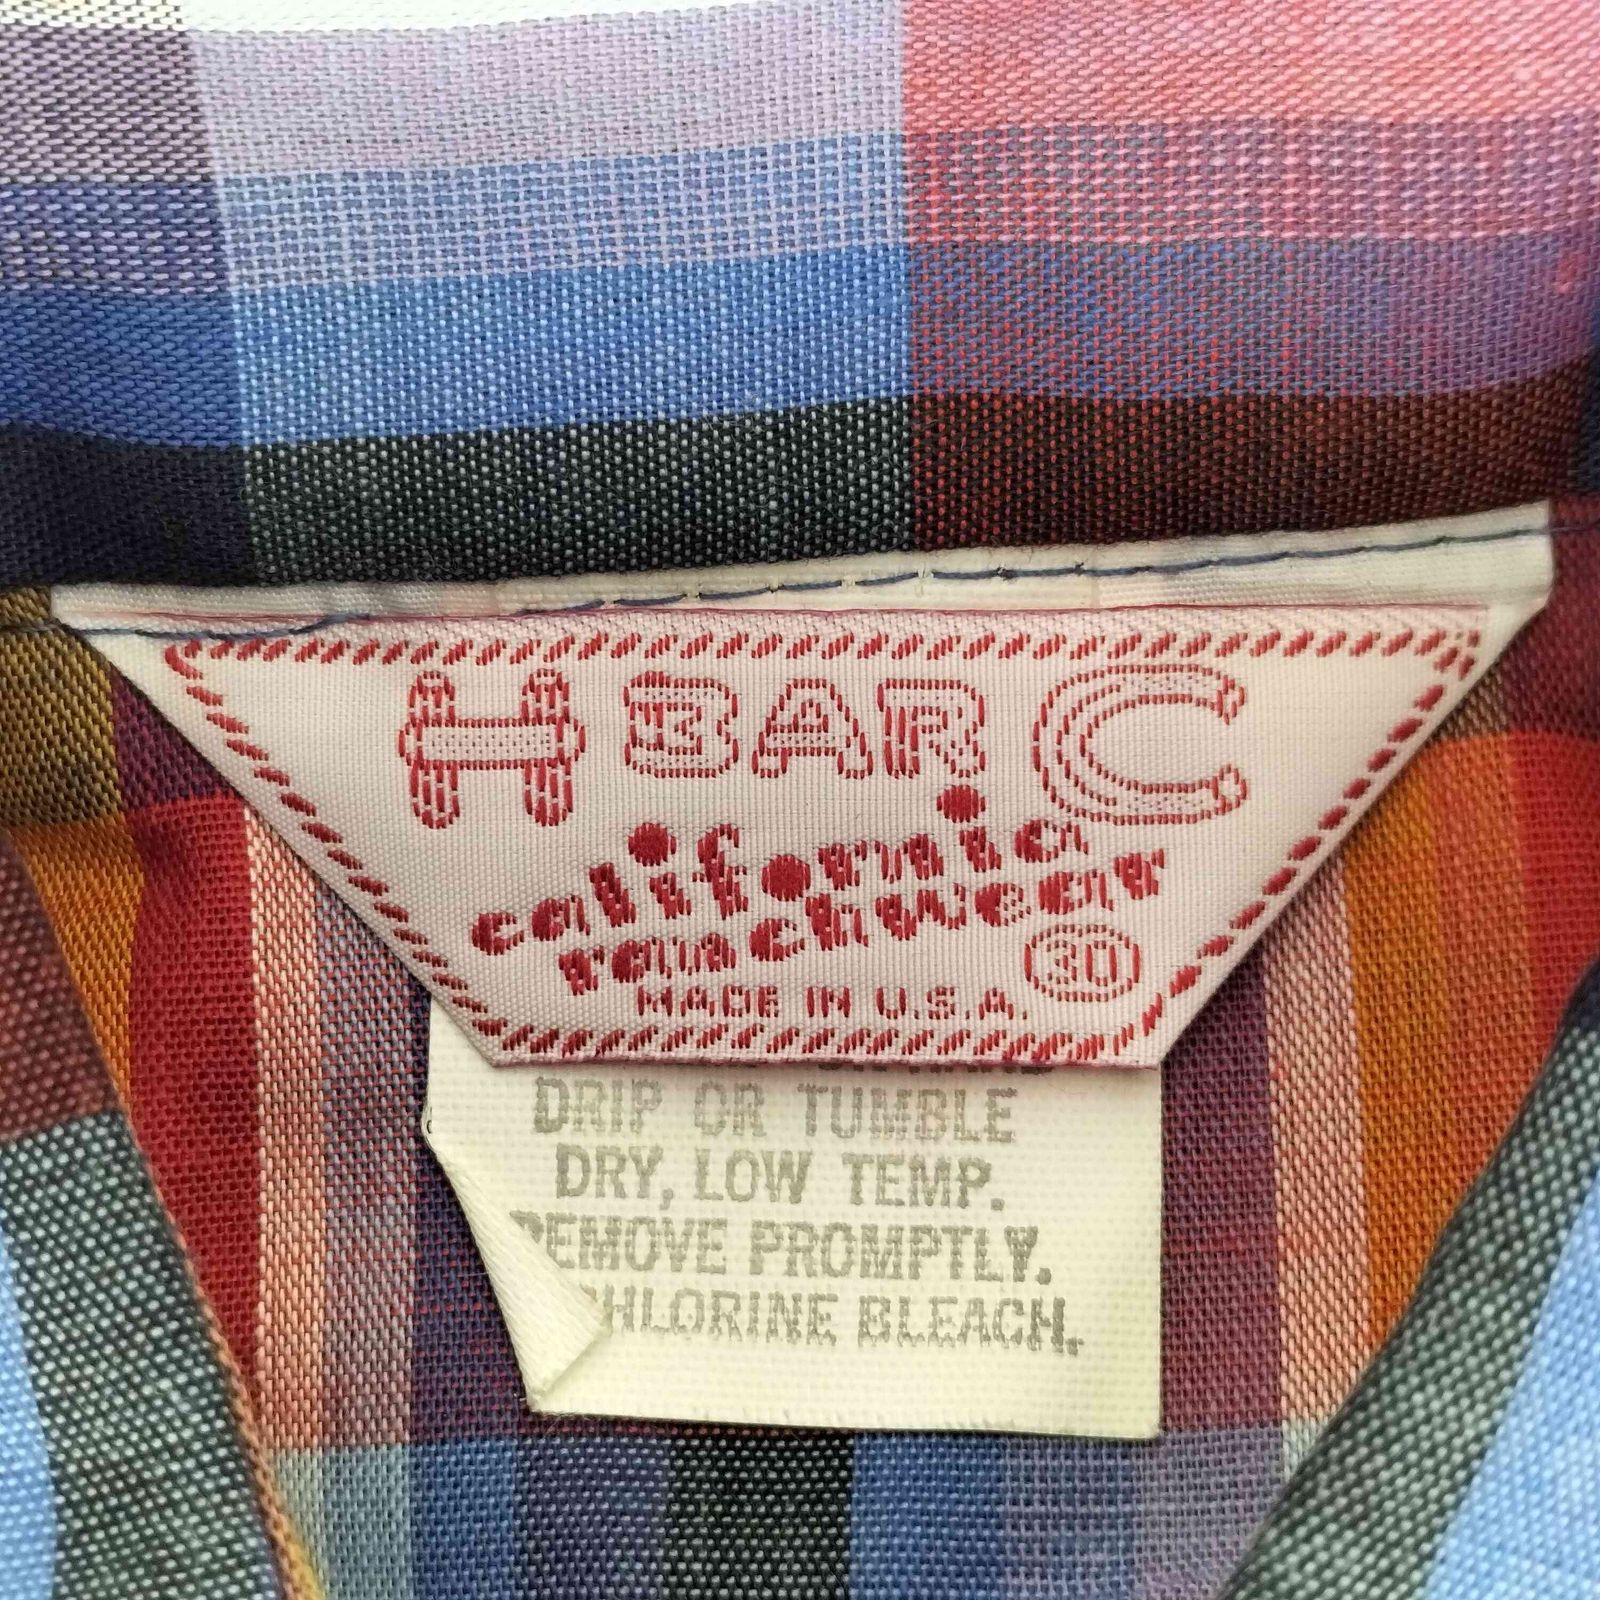 H BAR C
california
ranchwear
30
MADE IN U.S.A.
DRIP OR TUMBLE
DRY, LOW TEMP.
REMOVE PROMPTLY.
CHLORINE BLEACH.